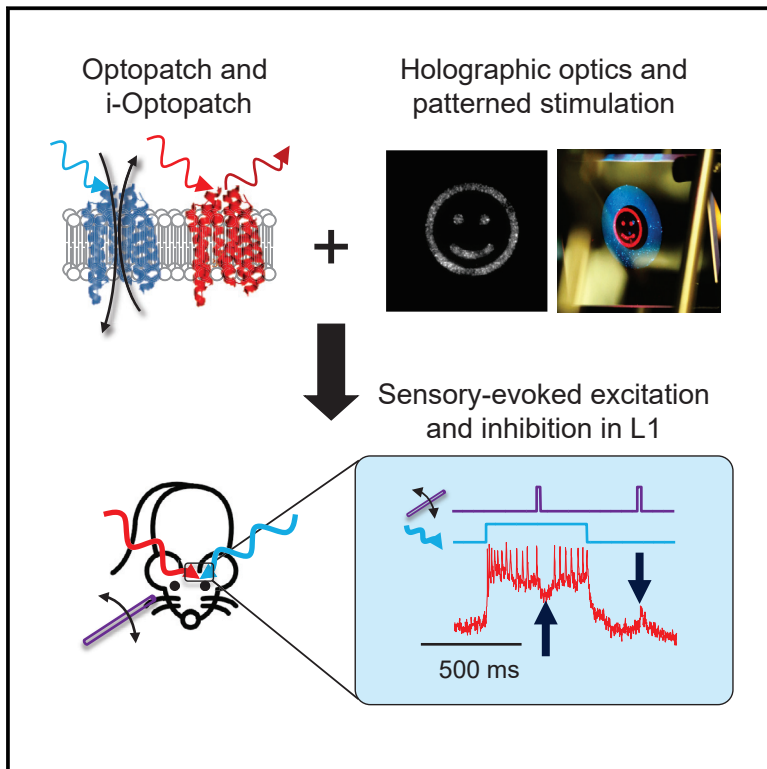 Optopatch and
i-Optopatch
Holographic optics and
patterned stimulation
+
Sensory-evoked excitation
and inhibition in L1
500 ms